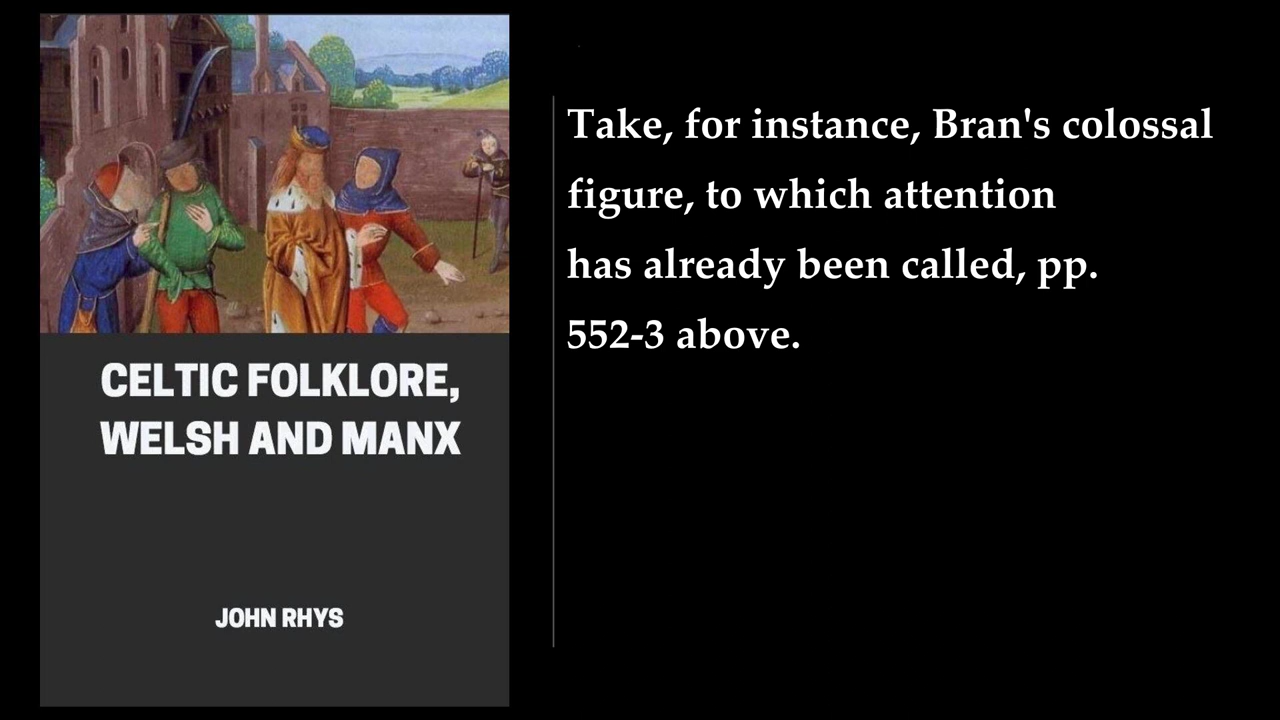 CELTIC FOLKLORE,
WELSH AND MANX
JOHN RHYS
Take, for instance, Bran's colossal
figure, to which attention
has already been called, pp.
552-3 above.